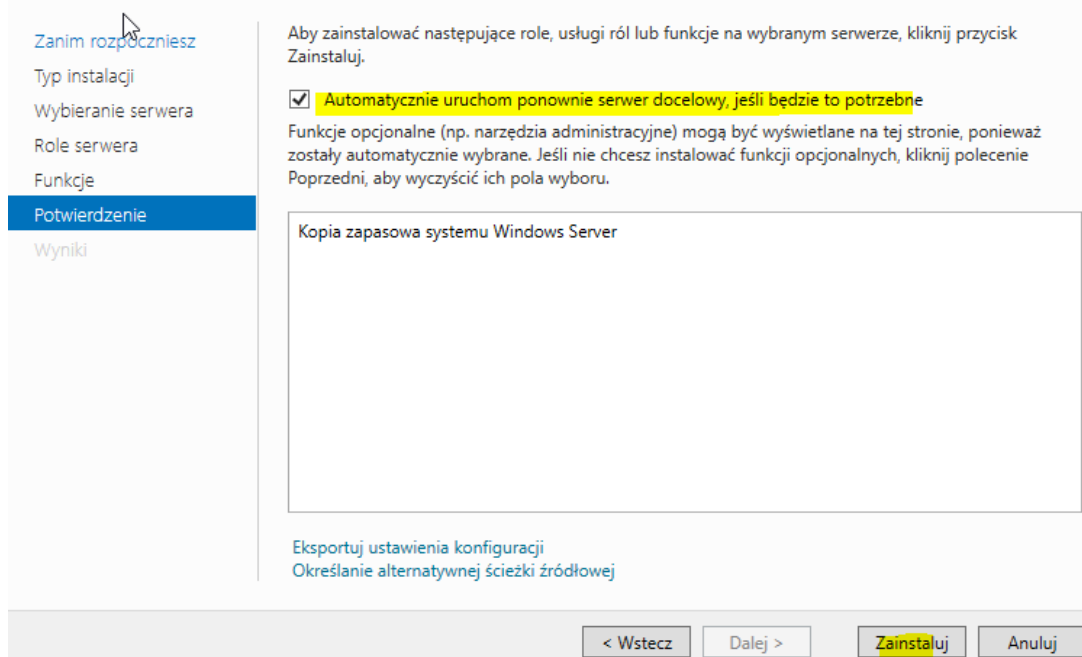 Zanim rozpoczniesz
Typ instalacji
Wybieranie serwera
Role serwera
Funkcje
Potwierdzenie
Wyniki
Aby zainstalować następujące role, usługi ról lub funkcje na wybranym serwerze, kliknij przycisk
Zainstaluj.
Automatycznie uruchom ponownie serwer docelowy, jeśli będzie to potrzebne
Funkcje opcjonalne (np. narzędzia administracyjne) mogą być wyświetlane na tej stronie, ponieważ
zostały automatycznie wybrane. Jeśli nie chcesz instalować funkcji opcjonalnych, kliknij polecenie
Poprzedni, aby wyczyścić ich pola wyboru.
Kopia zapasowa systemu Windows Server
Eksportuj ustawienia konfiguracji
Określanie alternatywnej ścieżki źródłowej
< Wstecz
Dalej >
Zainstaluj
Anuluj